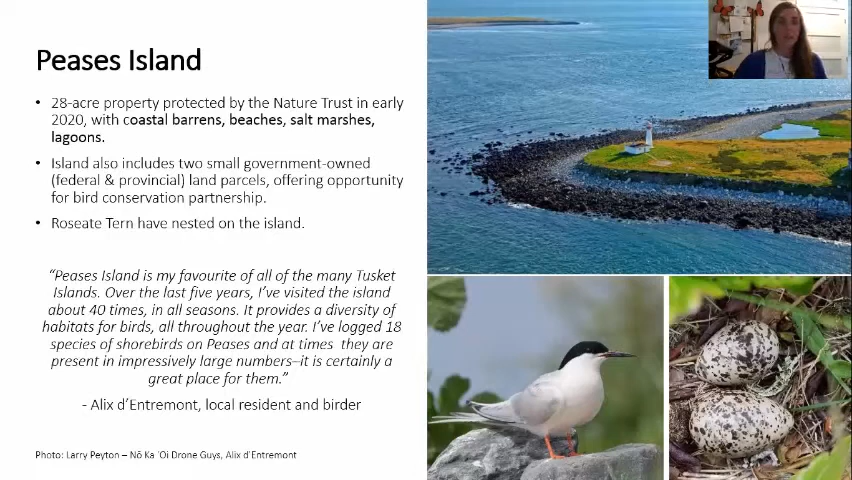 Peases Island
• 28-acre property protected by the Nature Trust in early
2020, with coastal barrens, beaches, salt marshes,
lagoons.
• Island also includes two small government-owned
(federal & provincial) land parcels, offering opportunity
for bird conservation partnership.
• Roseate Tern have nested on the island.
“Peases Island is my favourite of all of the many Tusket
Islands. Over the last five years, I’ve visited the island
about 40 times, in all seasons. It provides a diversity of
habitats for birds, all throughout the year. I’ve logged 18
species of shorebirds on Peases and at times they are
present in impressively large numbers–it is certainly a
great place for them.”
- Alix d’Entremont, local resident and birder
Photo: Larry Peyton – Nō Ka ʻOi Drone Guys, Alix d’Entremont